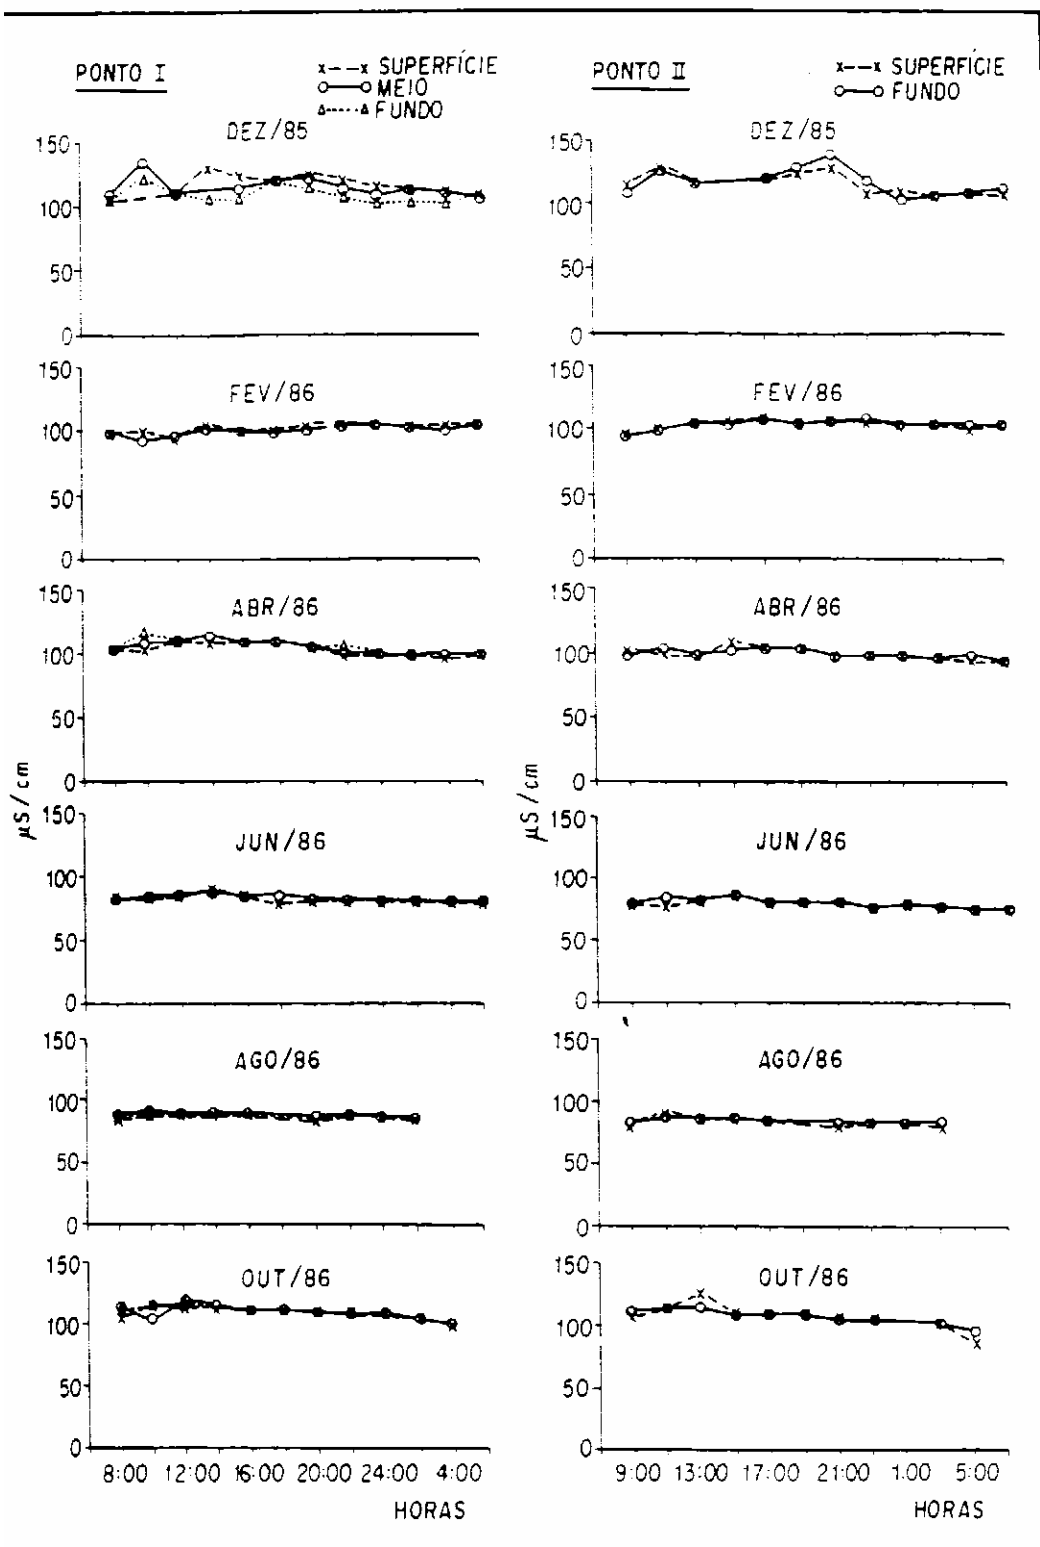 PONTO I
x--x SUPERFÍCIE
MEIO
FUNDO
PONTO II
x--x SUPERFÍCIE
FUNDO
DEZ/85
150
100
50
0
DEZ/85
150
100
50
0
FEV/86
150
100
50
0
FEV/86
150
100
50
0
ABR/86
150
100
50
0
ABR/86
150
100
50
0
µS/cm
JUN/86
150
100
50
0
µS/cm
JUN/86
150
100
50
0
AGO/86
150
100
50
0
AGO/86
150
100
50
0
OUT/86
150
100
50
0
8:00 12:00 16:00 20:00 24:00 4:00
HORAS
OUT/86
150
100
50
0
9:00 13:00 17:00 21:00 1:00 5:00
HORAS